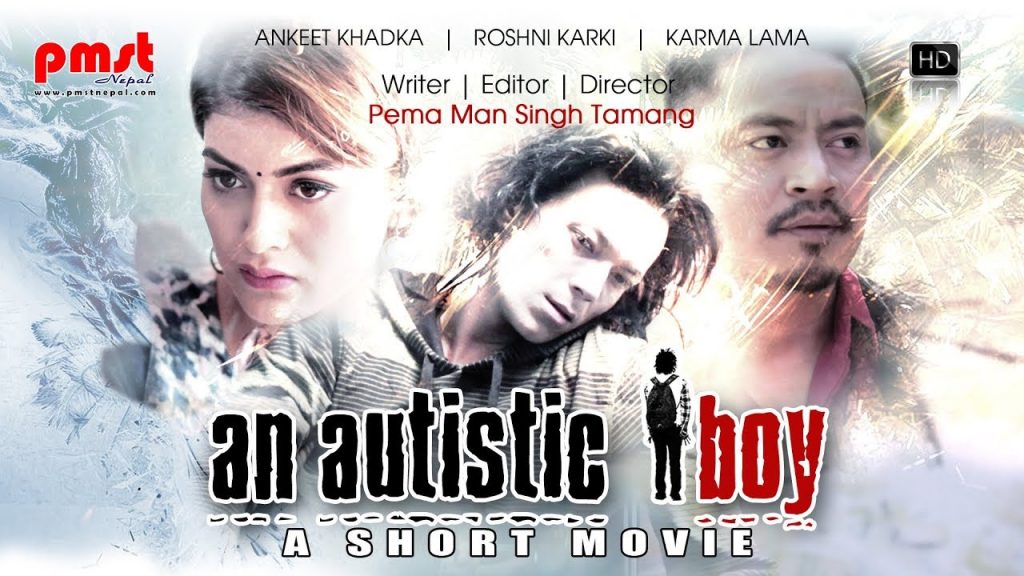 pmst
Nepal
www.pmstnepal.com
ANKEET KHADKA | ROSHNI KARKI | KARMA LAMA
HD
Writer | Editor | Director
Pema Man Singh Tamang
an autistic boy
A SHORT MOVIE